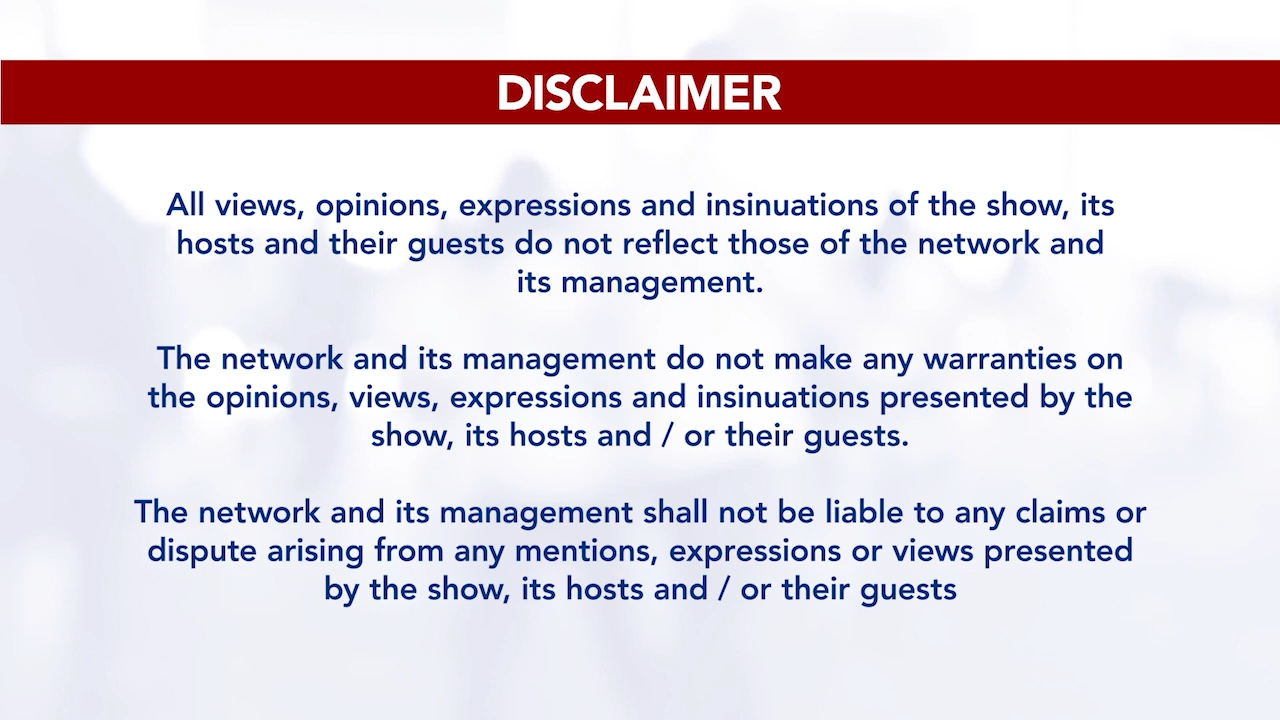 DISCLAIMER
All views, opinions, expressions and insinuations of the show, its
hosts and their guests do not reflect those of the network and
its management.
The network and its management do not make any warranties on
the opinions, views, expressions and insinuations presented by the
show, its hosts and / or their guests.
The network and its management shall not be liable to any claims or
dispute arising from any mentions, expressions or views presented
by the show, its hosts and / or their guests